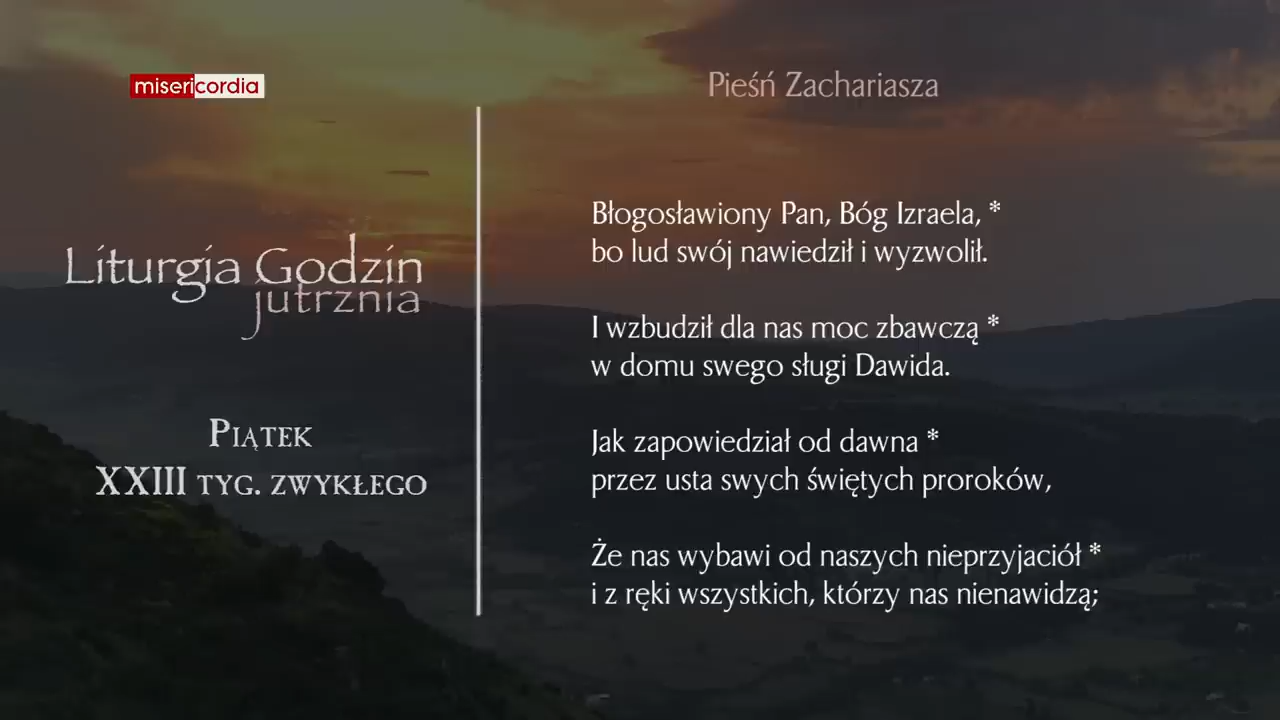 misericordia
Liturgia Godzin
jutrznia
Piątek
XXIII tyg. zwykłego
Pieśń Zachariasza
Błogosławiony Pan, Bóg Izraela, *
bo lud swój nawiedził i wyzwolił.
I wzbudził dla nas moc zbawczą *
w domu swego sługi Dawida.
Jak zapowiedział od dawna *
przez usta swych świętych proroków,
Że nas wybawi od naszych nieprzyjaciół *
i z ręki wszystkich, którzy nas nienawidzą;